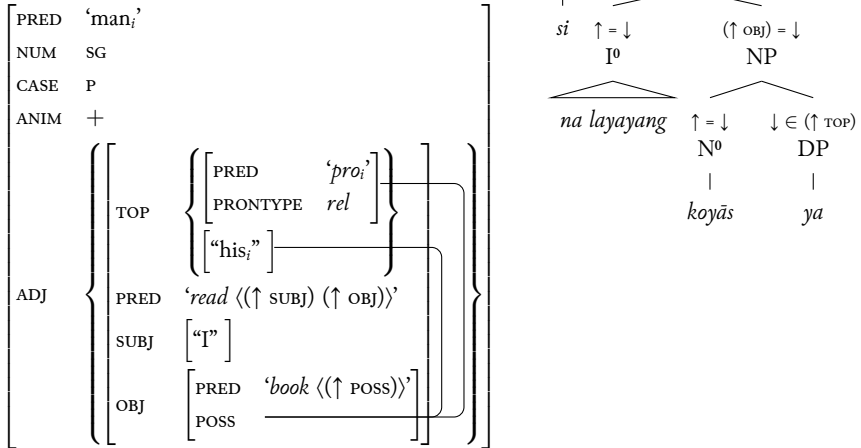 PRED ‘manᵢ’
NUM SG
CASE P
ANIM +
ADJ
TOP
PRED ‘proᵢ’
PRONTYPE rel
[“hisᵢ”]
PRED ‘read ⟨(↑ SUBJ) (↑ OBJ)⟩’
SUBJ [“I”]
OBJ
PRED ‘book ⟨(↑ POSS)⟩’
POSS
si ↑ = ↓ (↑ OBJ) = ↓
I⁰ NP
na layayang ↑ = ↓ ↓ ∈ (↑ TOP)
N⁰ DP
koyās ya